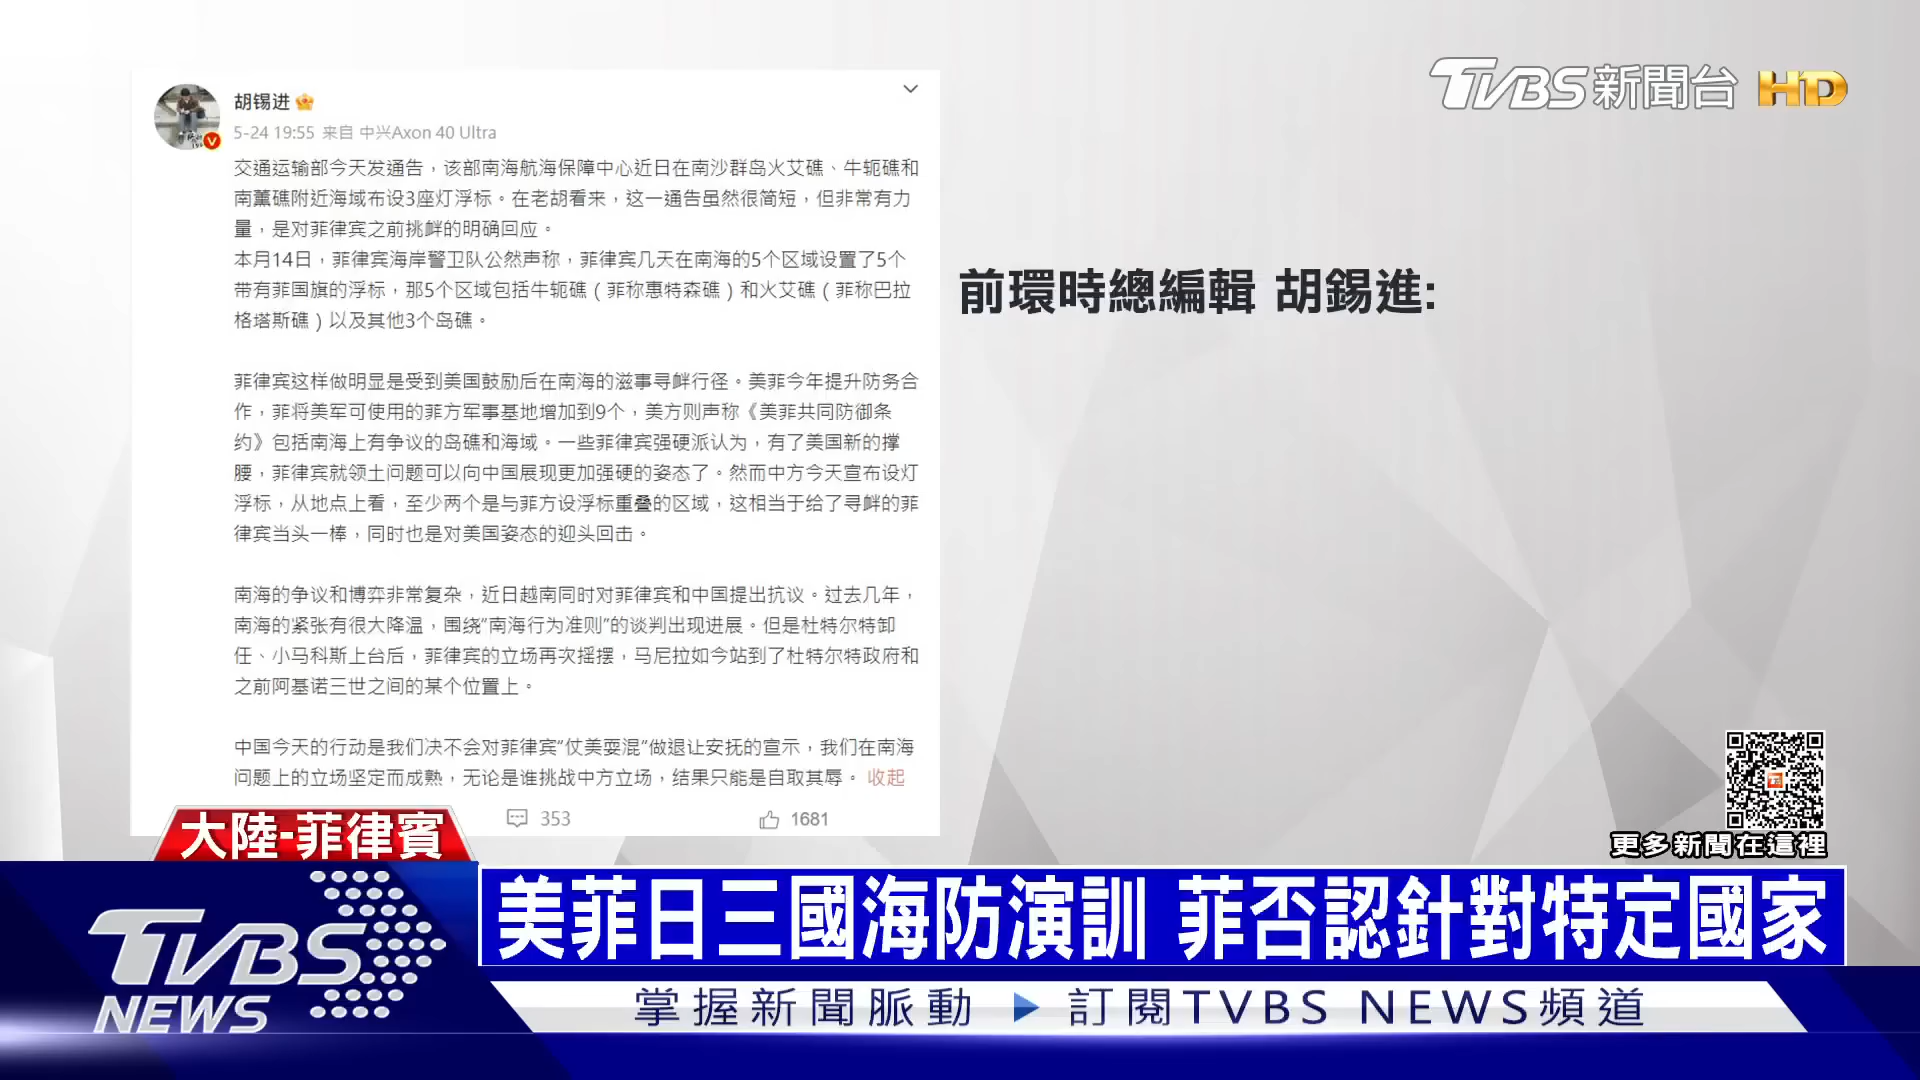 TVBS新聞台 HD
胡锡进
5-24 19:55 来自 中兴Axon 40 Ultra
交通运输部今天发通告，该部南海航海保障中心近日在南沙群岛火艾礁、牛轭礁和
南薰礁附近海域布设3座灯浮标。在老胡看来，这一通告虽然很简短，但非常有力
量，是对菲律宾之前挑衅的明确回应。
本月14日，菲律宾海岸警卫队公然声称，菲律宾几天在南海的5个区域设置了5个
带有菲国旗的浮标，那5个区域包括牛轭礁（菲称惠特森礁）和火艾礁（菲称巴拉
格塔斯礁）以及其他3个岛礁。
菲律宾这样做明显是受到美国鼓励后在南海的滋事寻衅行径。美菲今年提升防务合
作，菲将美军可使用的菲方军事基地增加到9个，美方则声称《美菲共同防御条
约》包括南海上有争议的岛礁和海域。一些菲律宾强硬派认为，有了美国新的撑
腰，菲律宾就领土问题可以向中国展现更加强硬的姿态了。然而中方今天宣布设灯
浮标，从地点上看，至少两个是与菲方设浮标重叠的区域，这相当于给了寻衅的菲
律宾当头一棒，同时也是对美国姿态的迎头回击。
南海的争议和博弈非常复杂，近日越南同时对菲律宾和中国提出抗议。过去几年，
南海的紧张有很大降温，围绕“南海行为准则”的谈判出现进展。但是杜特尔特卸
任、小马科斯上台后，菲律宾的立场再次摇摆，马尼拉如今站到了杜特尔特政府和
之前阿基诺三世之间的某个位置上。
中国今天的行动是我们决不会对菲律宾“仗美耍混”做退让安抚的宣示，我们在南海
问题上的立场坚定而成熟，无论是谁挑战中方立场，结果只能是自取其辱。 收起
353 1681
前環時總編輯 胡錫進:
更多新聞在這裡
大陸-菲律賓
美菲日三國海防演訓 菲否認針對特定國家
TVBS NEWS
掌握新聞脈動 ▶ 訂閱TVBS NEWS頻道